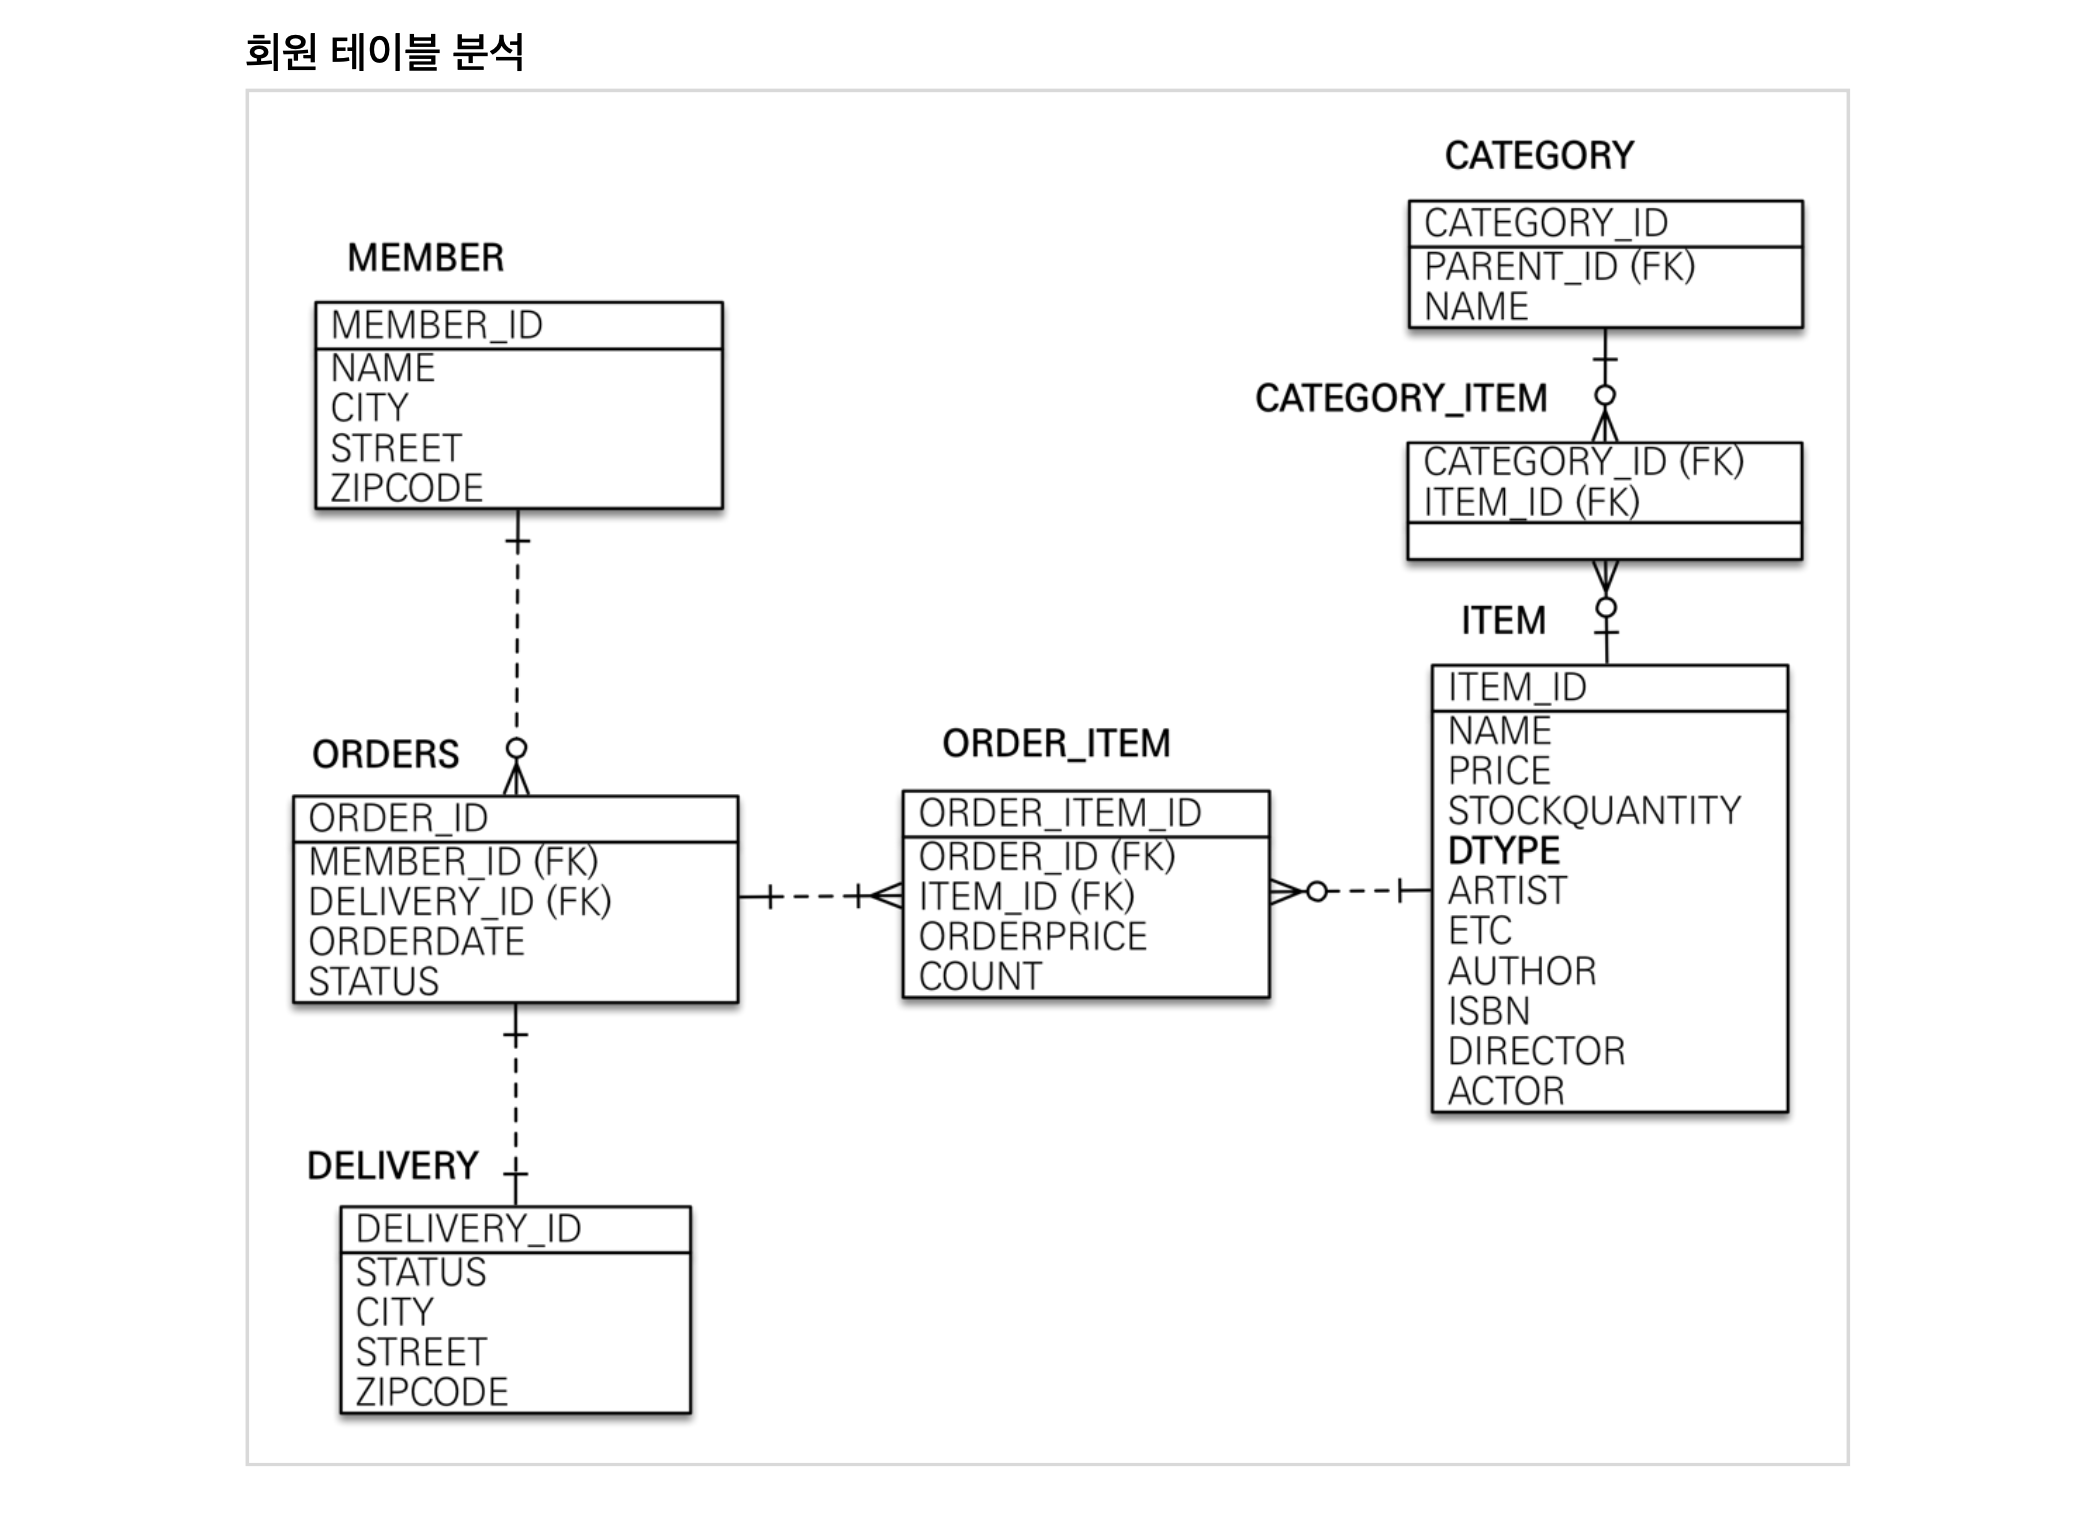 회원 테이블 분석
MEMBER
MEMBER_ID
NAME
CITY
STREET
ZIPCODE
ORDERS
ORDER_ID
MEMBER_ID (FK)
DELIVERY_ID (FK)
ORDERDATE
STATUS
DELIVERY
DELIVERY_ID
STATUS
CITY
STREET
ZIPCODE
ORDER_ITEM
ORDER_ITEM_ID
ORDER_ID (FK)
ITEM_ID (FK)
ORDERPRICE
COUNT
CATEGORY
CATEGORY_ID
PARENT_ID (FK)
NAME
CATEGORY_ITEM
CATEGORY_ID (FK)
ITEM_ID (FK)
ITEM
ITEM_ID
NAME
PRICE
STOCKQUANTITY
DTYPE
ARTIST
ETC
AUTHOR
ISBN
DIRECTOR
ACTOR